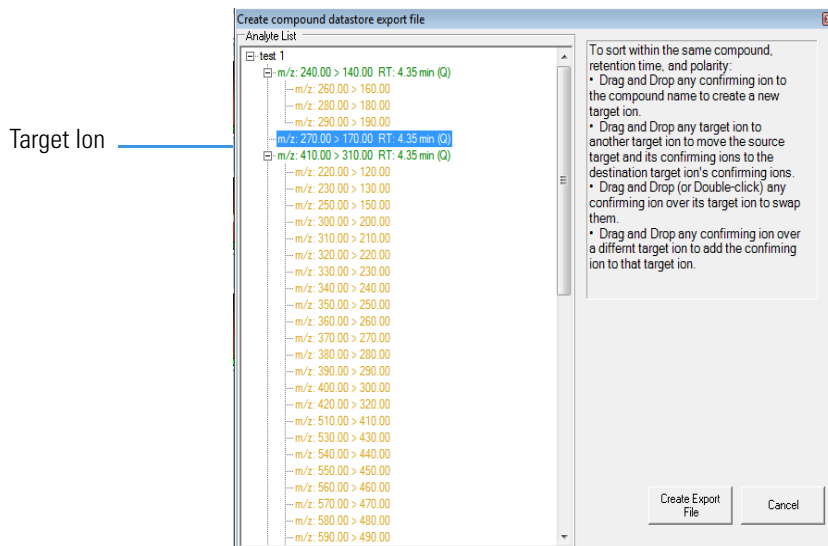 Create compound datastore export file
Analyte List
test 1
m/z: 240.00 > 140.00 RT: 4.35 min (Q)
m/z: 260.00 > 160.00
m/z: 280.00 > 180.00
m/z: 290.00 > 190.00
m/z: 270.00 > 170.00 RT: 4.35 min (Q)
m/z: 410.00 > 310.00 RT: 4.35 min (Q)
m/z: 220.00 > 120.00
m/z: 230.00 > 130.00
m/z: 250.00 > 150.00
m/z: 300.00 > 200.00
m/z: 310.00 > 210.00
m/z: 320.00 > 220.00
m/z: 330.00 > 230.00
m/z: 340.00 > 240.00
m/z: 350.00 > 250.00
m/z: 360.00 > 260.00
m/z: 370.00 > 270.00
m/z: 380.00 > 280.00
m/z: 390.00 > 290.00
m/z: 400.00 > 300.00
m/z: 420.00 > 320.00
m/z: 510.00 > 410.00
m/z: 530.00 > 430.00
m/z: 540.00 > 440.00
m/z: 550.00 > 450.00
m/z: 560.00 > 460.00
m/z: 570.00 > 470.00
m/z: 580.00 > 480.00
m/z: 590.00 > 490.00
Target Ion
To sort within the same compound,
retention time, and polarity:
• Drag and Drop any confirming ion to
the compound name to create a new
target ion.
• Drag and Drop any target ion to
another target ion to move the source
target and its confirming ions to the
destination target ion's confirming ions.
• Drag and Drop (or Double-click) any
confirming ion over its target ion to swap
them.
• Drag and Drop any confirming ion over
a differnt target ion to add the confiming
ion to that target ion.
Create Export
File
Cancel